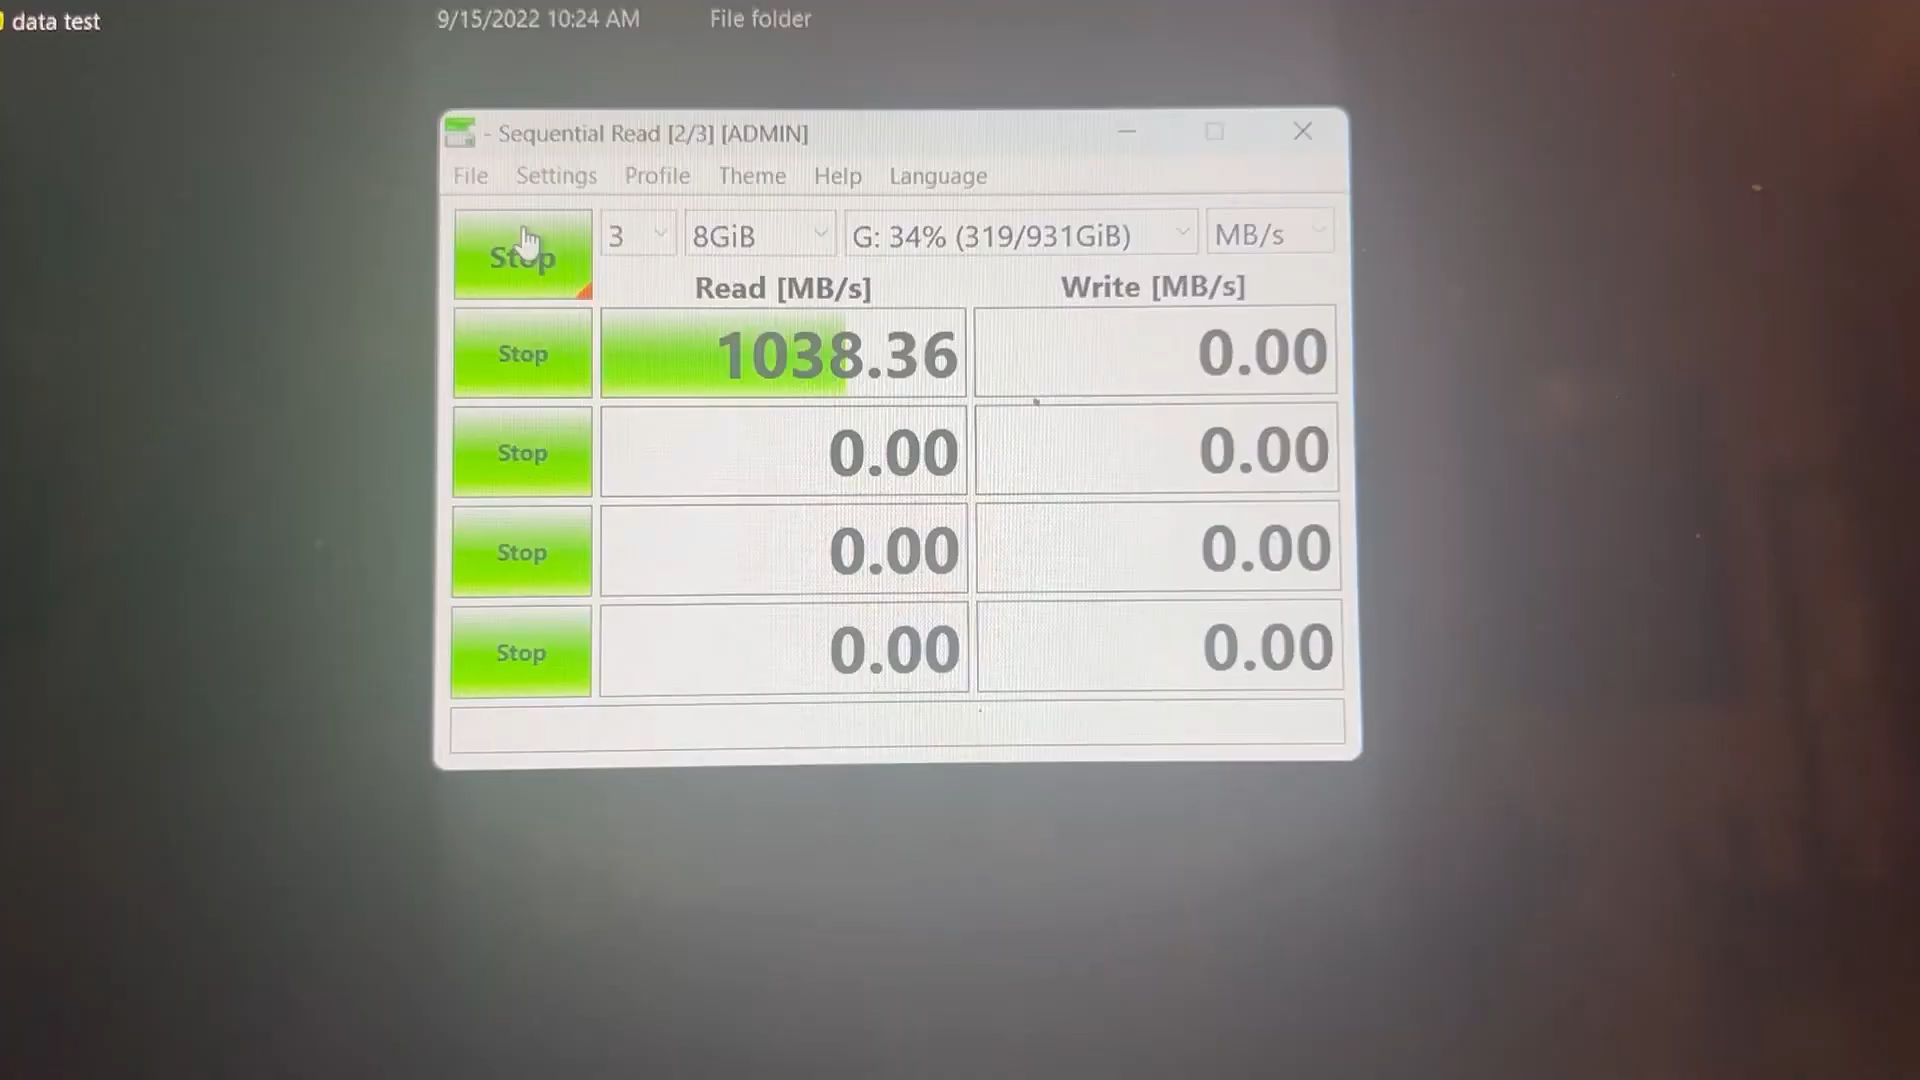 data test 9/15/2022 10:24 AM File folder
- Sequential Read [2/3] [ADMIN]
File Settings Profile Theme Help Language
Stop 3 8GiB G: 34% (319/931GiB) MB/s
Read [MB/s] Write [MB/s]
Stop 1038.36 0.00
Stop 0.00 0.00
Stop 0.00 0.00
Stop 0.00 0.00